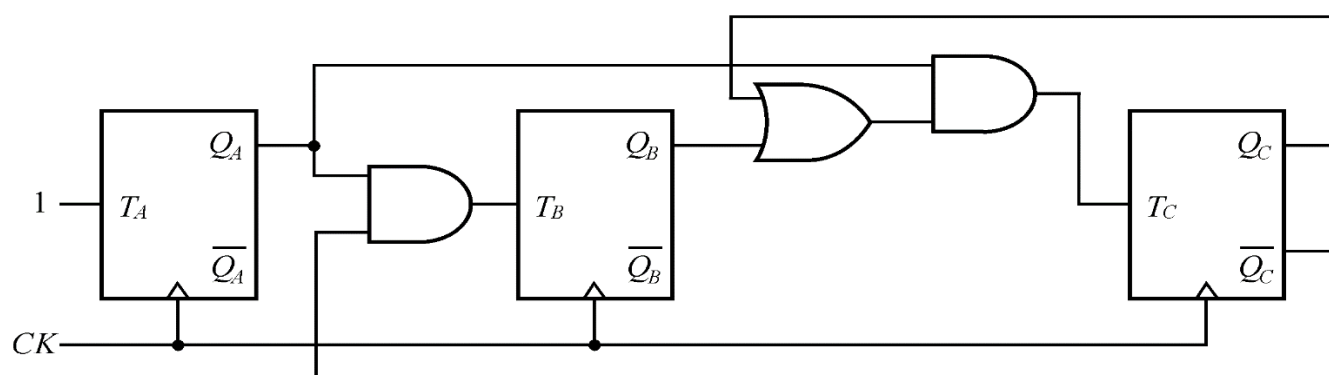 Q_A
Q_B
Q_C
1
T_A
T_B
T_C
\overline{Q_A}
\overline{Q_B}
\overline{Q_C}
CK